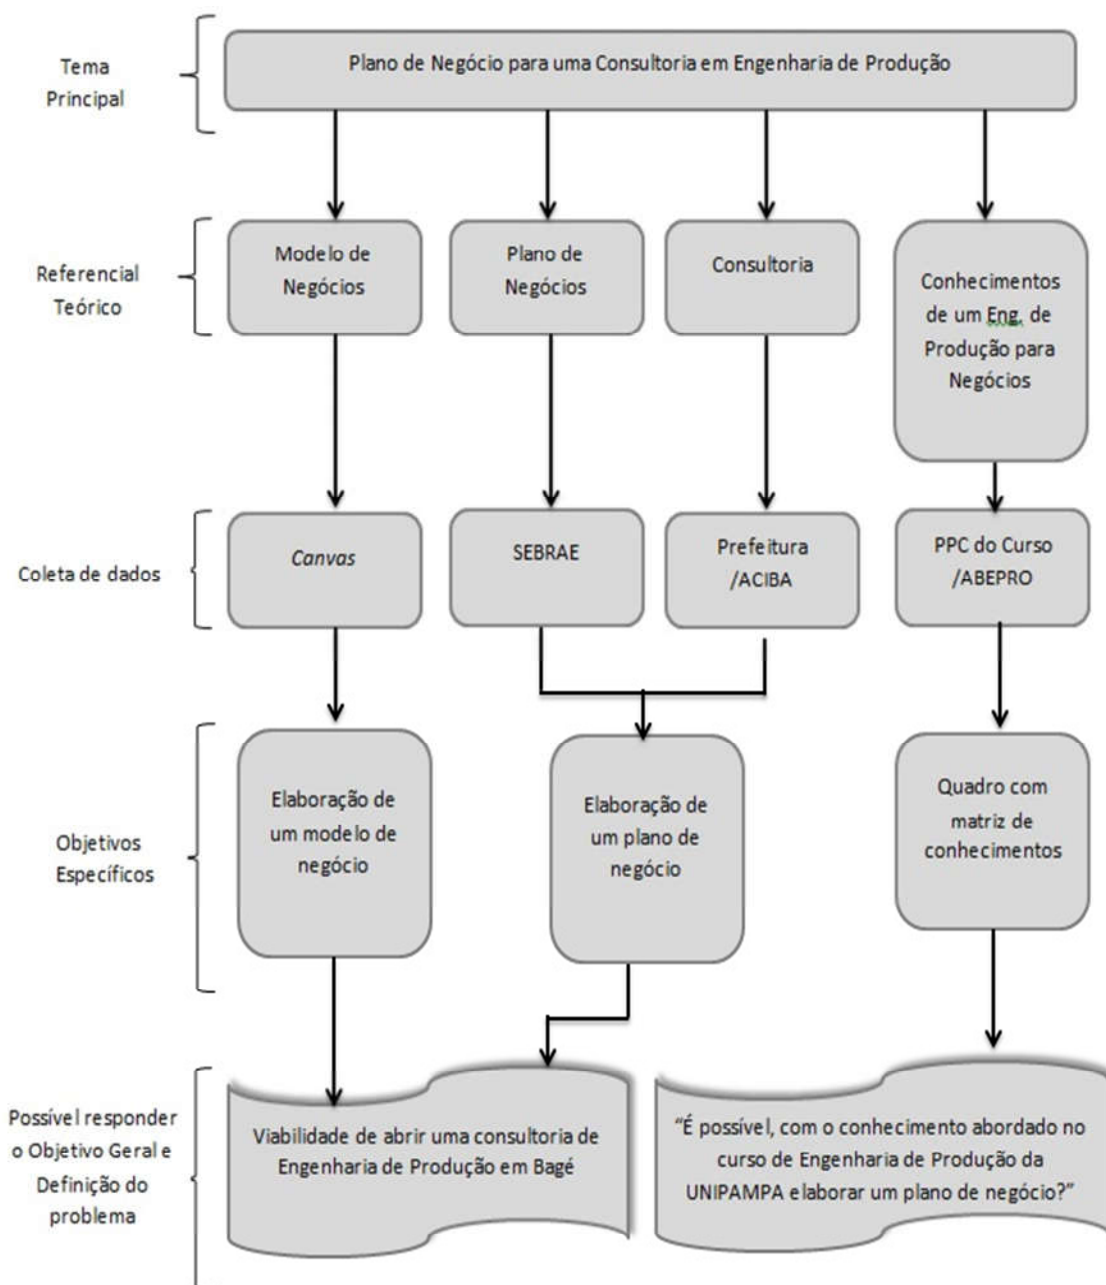 Tema
Principal
Plano de Negócio para uma Consultoria em Engenharia de Produção
Referencial
Teórico
Modelo de
Negócios
Plano de
Negócios
Consultoria
Conhecimentos
de um Eng. de
Produção para
Negócios
Coleta de dados
Canvas
SEBRAE
Prefeitura
/ACIBA
PPC do Curso
/ABEPRO
Objetivos
Específicos
Elaboração de
um modelo de
negócio
Elaboração de
um plano de
negócio
Quadro com
matriz de
conhecimentos
Possível responder
o Objetivo Geral e
Definição do
problema
Viabilidade de abrir uma consultoria de
Engenharia de Produção em Bagé
“É possível, com o conhecimento abordado no
curso de Engenharia de Produção da
UNIPAMPA elaborar um plano de negócio?”